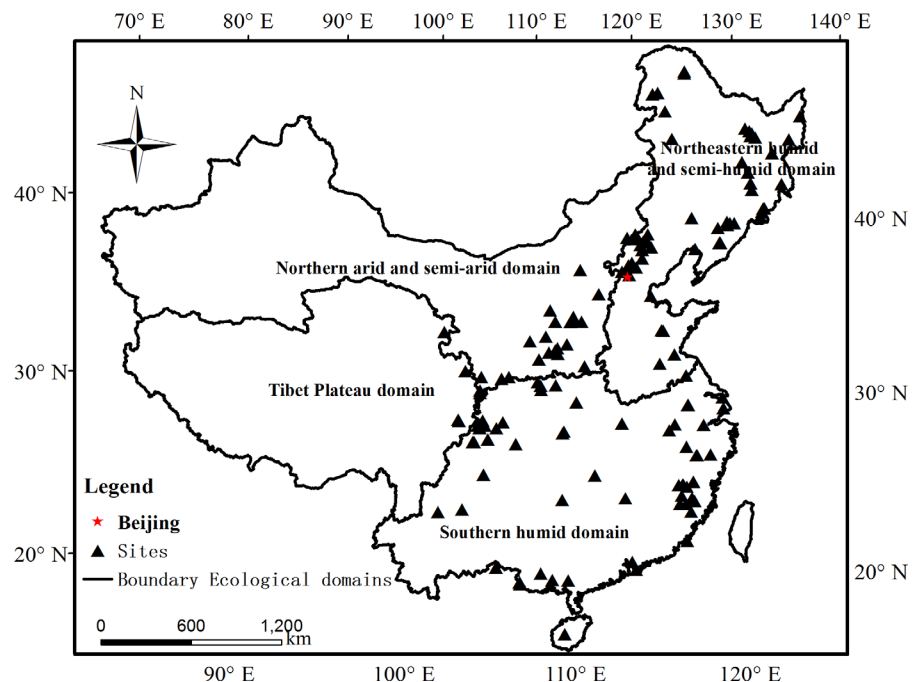 70° E 80° E 90° E 100° E 110° E 120° E 130° E 140° E
N
Northeastern humid
and semi-humid domain
40° N
40° N
Northern arid and semi-arid domain
30° N
Tibet Plateau domain
30° N
Legend
Beijing
Sites
Southern humid domain
20° N
20° N
Boundary Ecological domains
0 600 1,200
km
90° E 100° E 110° E 120° E